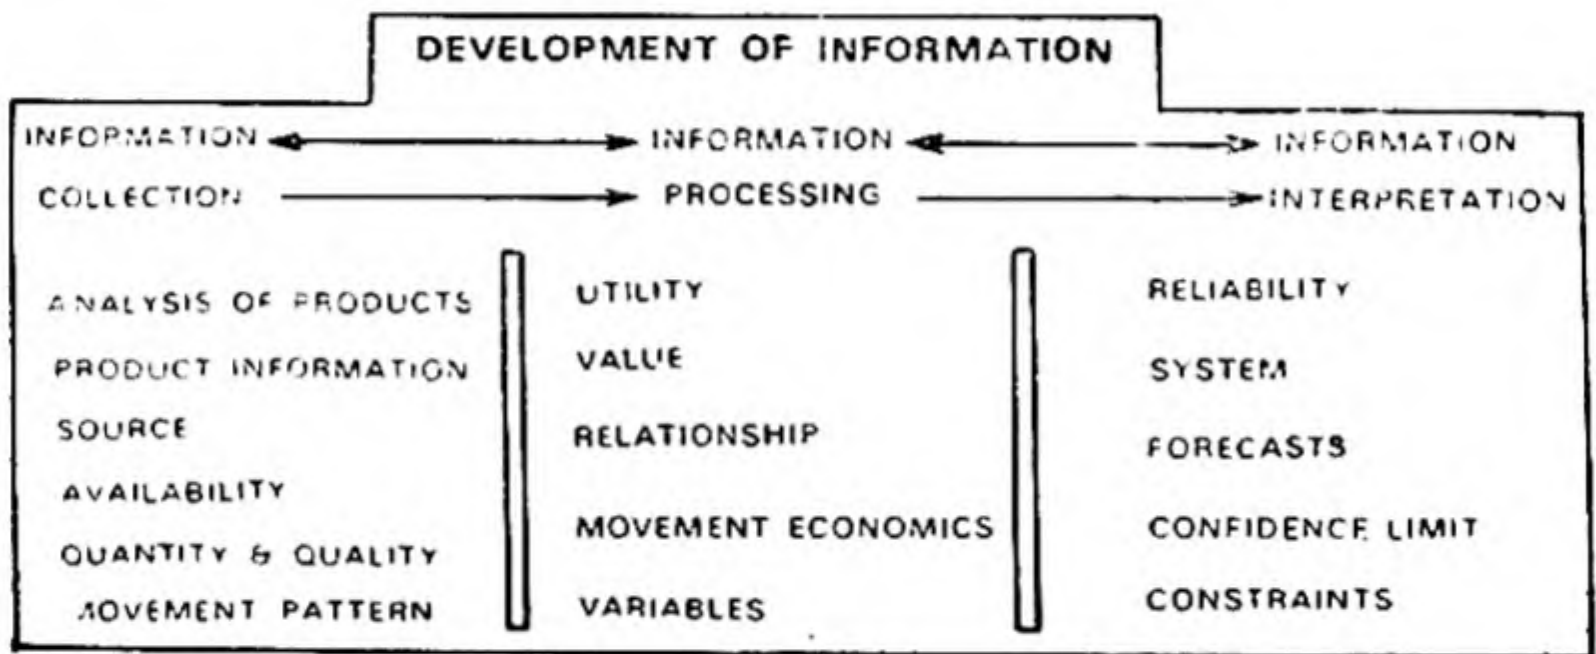 DEVELOPMENT OF INFORMATION
INFORMATION INFORMATION INFORMATION
COLLECTION PROCESSING INTERPRETATION
ANALYSIS OF PRODUCTS
PRODUCT INFORMATION
SOURCE
AVAILABILITY
QUANTITY & QUALITY
MOVEMENT PATTERN
UTILITY
VALUE
RELATIONSHIP
MOVEMENT ECONOMICS
VARIABLES
RELIABILITY
SYSTEM
FORECASTS
CONFIDENCE LIMIT
CONSTRAINTS